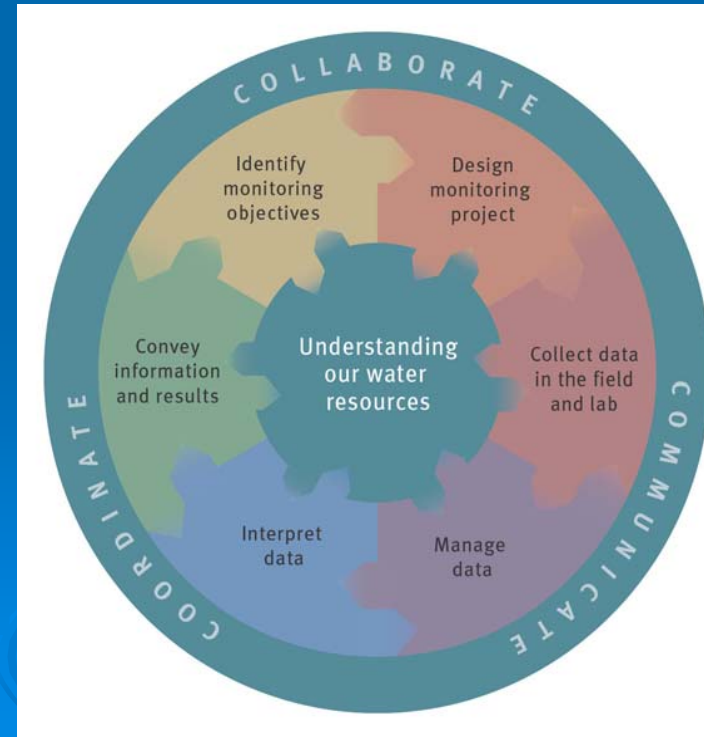 COLLABORATE
Identify
monitoring
objectives
Design
monitoring
project
Convey
information
and results
Understanding
our water
resources
Collect data
in the field
and lab
Interpret
data
Manage
data
COORDINATE
COMMUNICATE